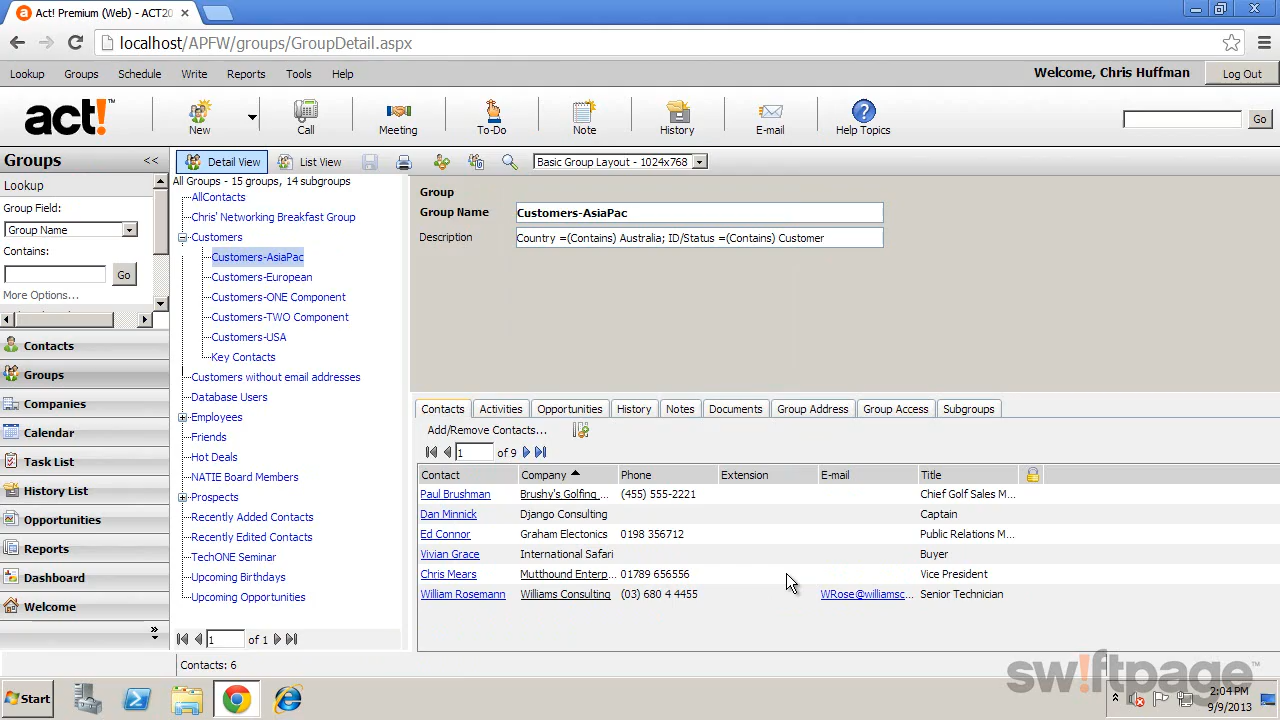 Act! Premium (Web) - ACT20
localhost/APFW/groups/GroupDetail.aspx
Lookup Groups Schedule Write Reports Tools Help
Welcome, Chris Huffman
Log Out
act!™
New
Call
Meeting
To-Do
Note
History
E-mail
Help Topics
Go
Groups <<
Detail View
List View
Basic Group Layout - 1024x768
Lookup
Group Field:
Group Name
Contains:
Go
More Options...
Contacts
Groups
Companies
Calendar
Task List
History List
Opportunities
Reports
Dashboard
Welcome
All Groups - 15 groups, 14 subgroups
AllContacts
Chris' Networking Breakfast Group
Customers
Customers-AsiaPac
Customers-European
Customers-ONE Component
Customers-TWO Component
Customers-USA
Key Contacts
Customers without email addresses
Database Users
Employees
Friends
Hot Deals
NATIE Board Members
Prospects
Recently Added Contacts
Recently Edited Contacts
TechONE Seminar
Upcoming Birthdays
Upcoming Opportunities
1 of 1
Group
Group Name Customers-AsiaPac
Description Country =(Contains) Australia; ID/Status =(Contains) Customer
Contacts Activities Opportunities History Notes Documents Group Address Group Access Subgroups
Add/Remove Contacts...
1 of 9
Contact Company Phone Extension E-mail Title
Paul Brushman Brushy's Golfing ... (455) 555-2221 Chief Golf Sales M...
Dan Minnick Django Consulting Captain
Ed Connor Graham Electonics 0198 356712 Public Relations M...
Vivian Grace International Safari Buyer
Chris Mears Mutthound Enterp... 01789 656556 Vice President
William Rosemann Williams Consulting (03) 680 4 4455 WRose@williamsc... Senior Technician
Contacts: 6
sw!ftpage™
Start
2:04 PM
9/9/2013